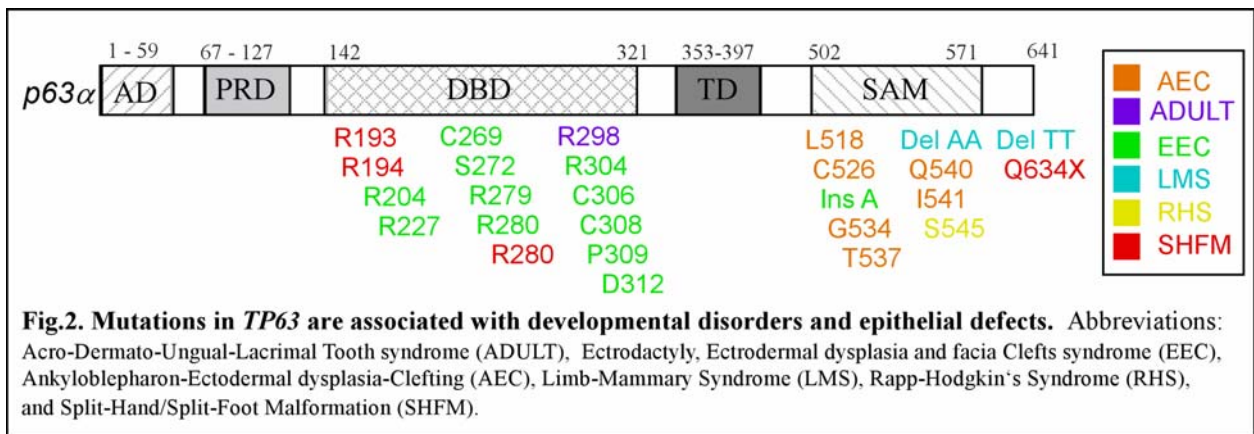 1 - 59 67 - 127 142 321 353-397 502 571 641
p63α AD PRD DBD TD SAM
R193 C269 R298 L518 Del AA Del TT
R194 S272 R304 C526 Q540 Q634X
R204 R279 C306 Ins A I541
R227 R280 C308 G534 S545
R280 P309 T537
D312
AEC
ADULT
EEC
LMS
RHS
SHFM
Fig.2. Mutations in TP63 are associated with developmental disorders and epithelial defects. Abbreviations:
Acro-Dermato-Ungual-Lacrimal Tooth syndrome (ADULT), Ectrodactyly, Ectrodermal dysplasia and facia Clefts syndrome (EEC),
Ankyloblepharon-Ectodermal dysplasia-Clefting (AEC), Limb-Mammary Syndrome (LMS), Rapp-Hodgkin‘s Syndrome (RHS),
and Split-Hand/Split-Foot Malformation (SHFM).